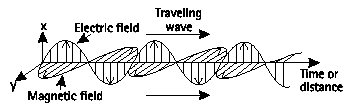 x
Electric field
Traveling
wave
y
Magnetic field
Time or
distance